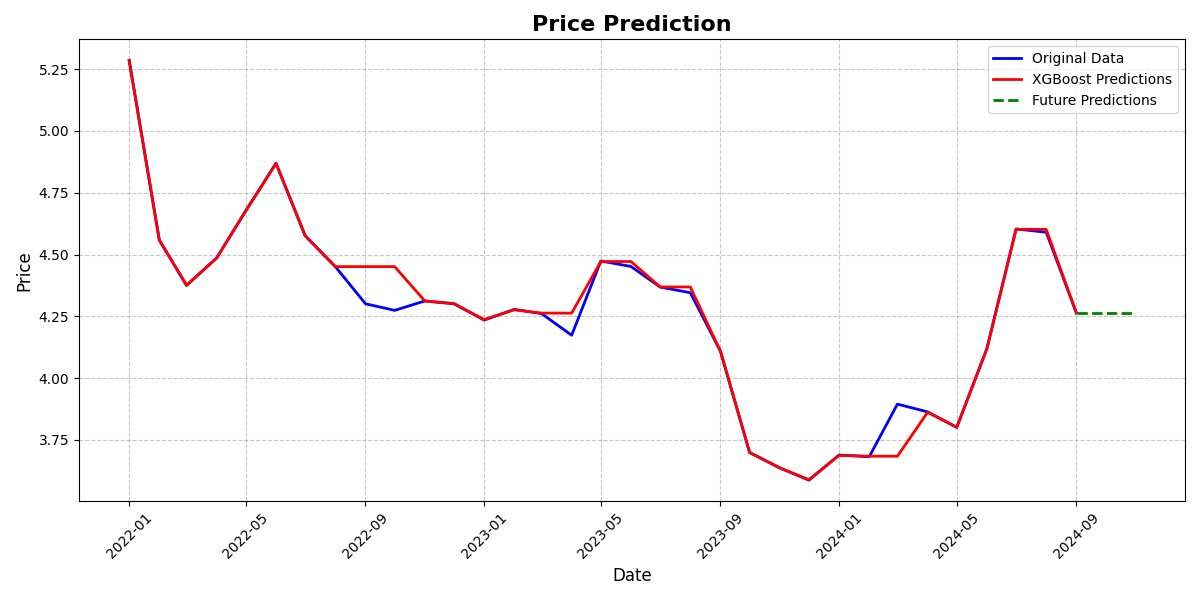 Price Prediction
Original Data
XGBoost Predictions
Future Predictions
Price
5.25
5.00
4.75
4.50
4.25
4.00
3.75
2022-01
2022-05
2022-09
2023-01
2023-05
2023-09
2024-01
2024-05
2024-09
Date